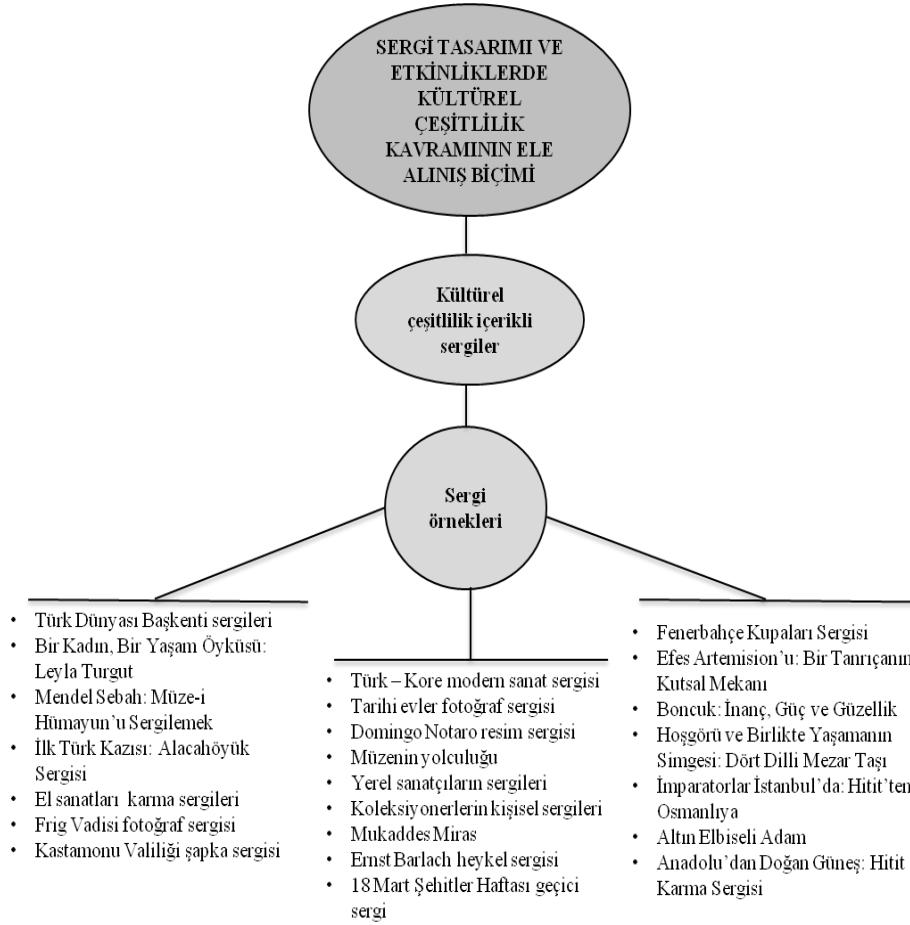 SERGİ TASARIMI VE
ETKİNLİKLERDE
KÜLTÜREL
ÇEŞİTLİLİK
KAVRAMININ ELE
ALINIŞ BİÇİMİ
Kültürel
çeşitlilik içerikli
sergiler
Sergi
örnekleri
• Türk Dünyası Başkenti sergileri
• Bir Kadın, Bir Yaşam Öyküsü:
Leyla Turgut
• Mendel Sebah: Müze-i
Hümayun'u Sergilemek
• İlk Türk Kazısı: Alacahöyük
Sergisi
• El sanatları karma sergileri
• Frig Vadisi fotoğraf sergisi
• Kastamonu Valiliği şapka sergisi
• Türk – Kore modern sanat sergisi
• Tarihi evler fotoğraf sergisi
• Domingo Notaro resim sergisi
• Müzenin yolculuğu
• Yerel sanatçıların sergileri
• Koleksiyonerlerin kişisel sergileri
• Mukaddes Miras
• Ernst Barlach heykel sergisi
• 18 Mart Şehitler Haftası geçici
sergi
• Fenerbahçe Kupaları Sergisi
• Efes Artemision'u: Bir Tanrıçanın
Kutsal Mekanı
• Boncuk: İnanç, Güç ve Güzellik
• Hoşgörü ve Birlikte Yaşamanın
Simgesi: Dört Dilli Mezar Taşı
• İmparatorlar İstanbul'da: Hitit'ten
Osmanlıya
• Altın Elbiseli Adam
• Anadolu'dan Doğan Güneş: Hitit
Karma Sergisi